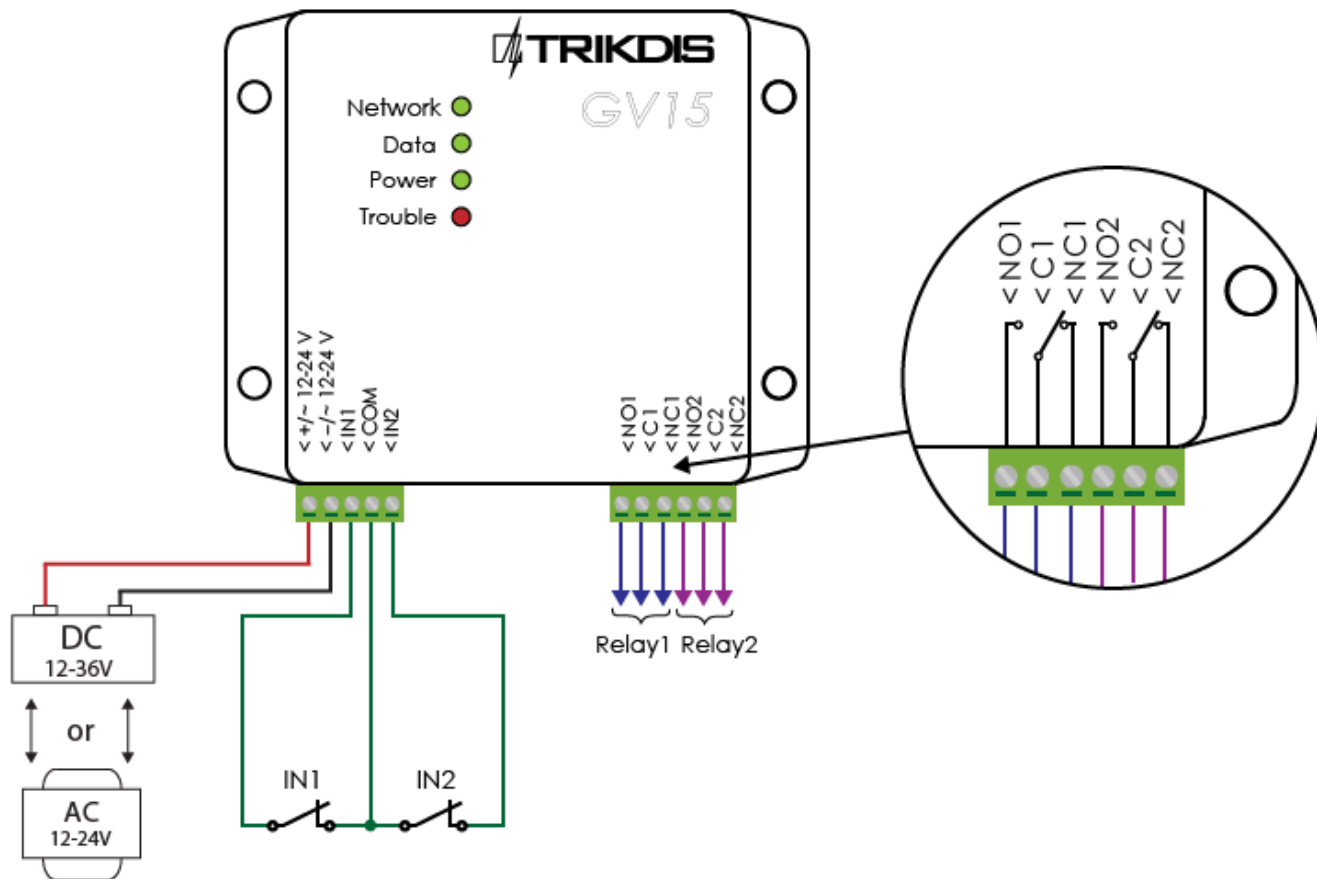 TRIKDIS
GV15
Network
Data
Power
Trouble
< +/~ 12-24 V
< -/~ 12-24 V
<IN1
<COM
<IN2
<NO1
<C1
<NC1
<NO2
<C2
<NC2
<NO1
<C1
<NC1
<NO2
<C2
<NC2
Relay1 Relay2
DC
12-36V
or
AC
12-24V
IN1
IN2